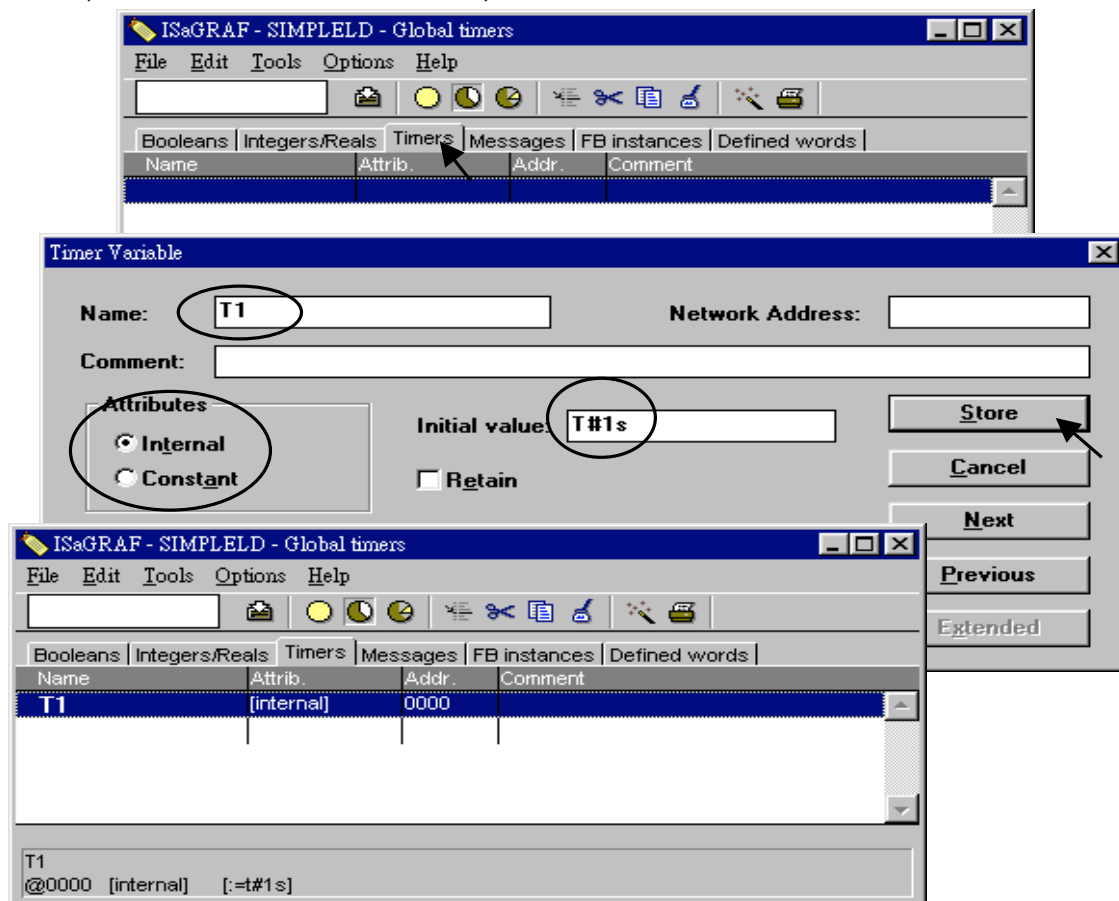 ISaGRAF - SIMPLELD - Global timers
File Edit Tools Options Help
Booleans Integers/Reals Timers Messages FB instances Defined words
Name Attrib. Addr. Comment
Timer Variable
Name: T1 Network Address:
Comment:
Attributes
Initial value: T#1s Store
Internal
Constant Retain Cancel
Next
ISaGRAF - SIMPLELD - Global timers
File Edit Tools Options Help Previous
Extended
Booleans Integers/Reals Timers Messages FB instances Defined words
Name Attrib. Addr. Comment
T1 [internal] 0000
T1
@0000 [internal] [:=t#1s]